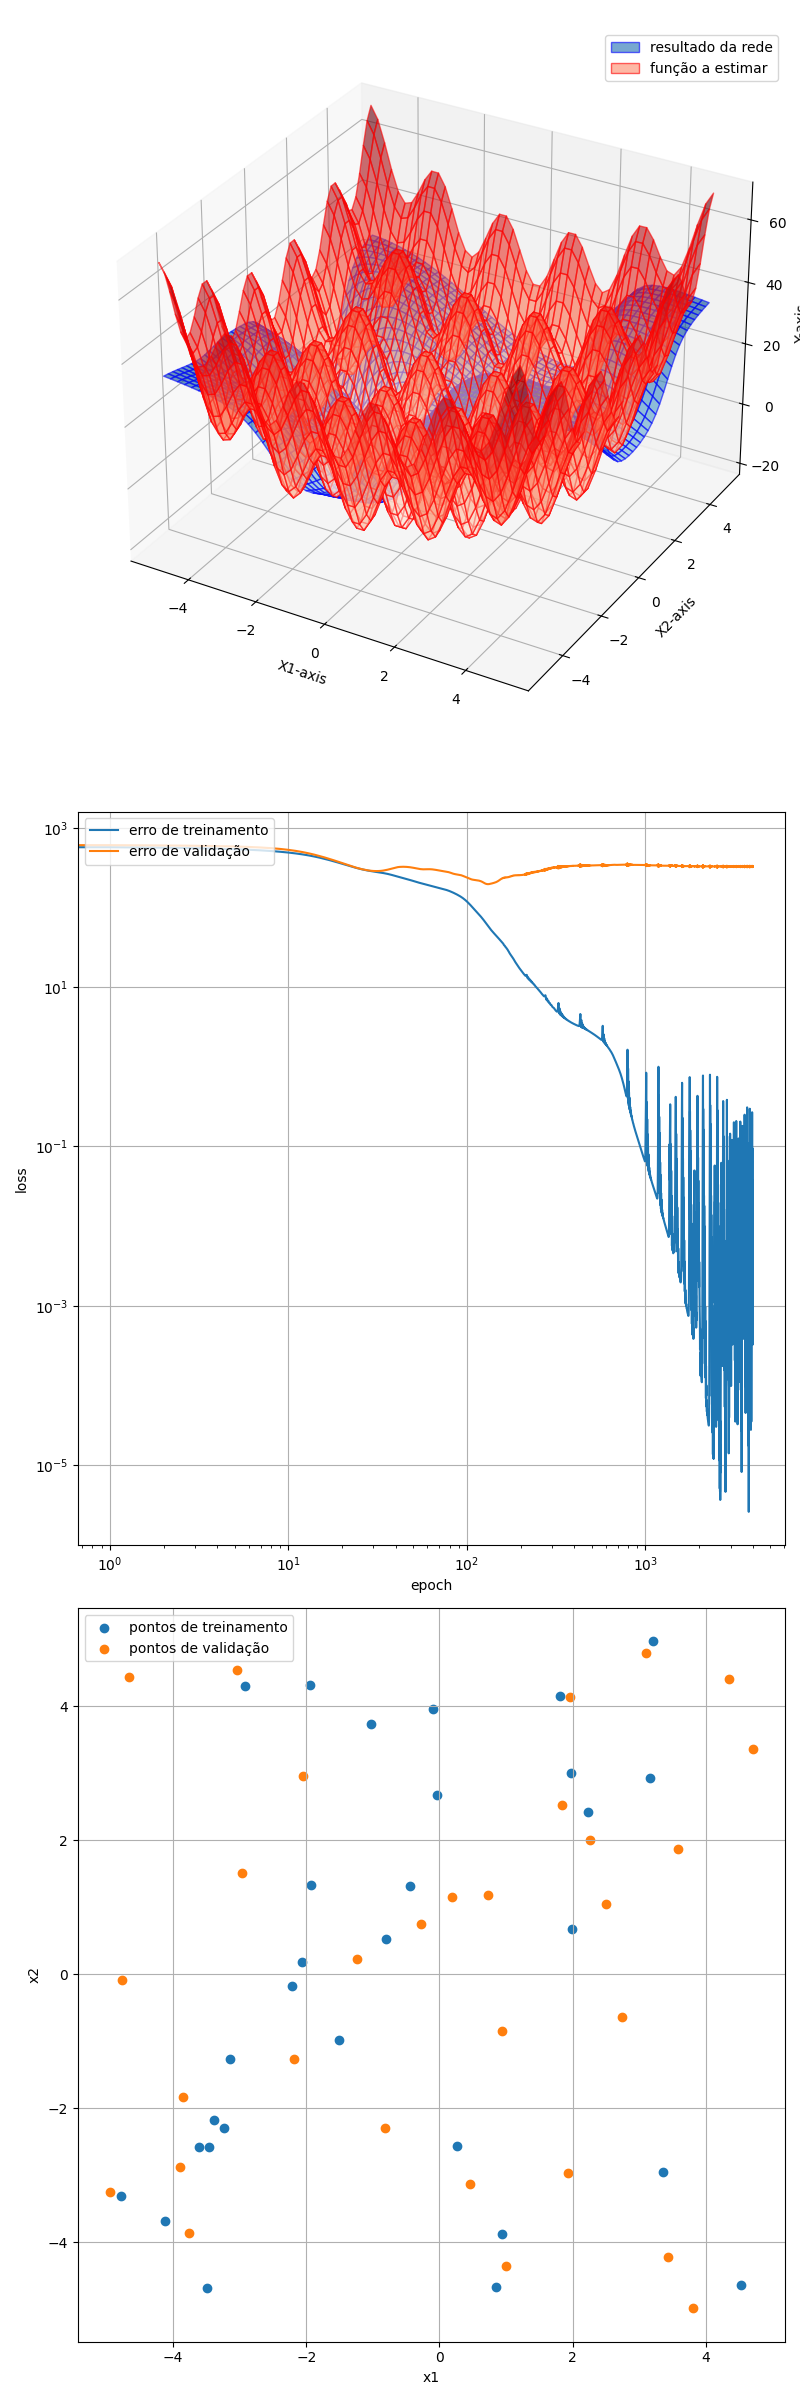 resultado da rede
função a estimar
60
40
20
0
−20
4
2
0
−2
−4
X2-axis
−4
−2
0
2
4
X1-axis
erro de treinamento
erro de validação
10³
10¹
10⁻¹
10⁻³
10⁻⁵
loss
10⁰
10¹
10²
10³
epoch
pontos de treinamento
pontos de validação
4
2
0
−2
−4
x2
−4
−2
0
2
4
x1